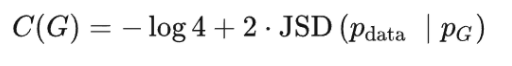 C(G) = − log 4 + 2 · JSD (p_data | p_G)